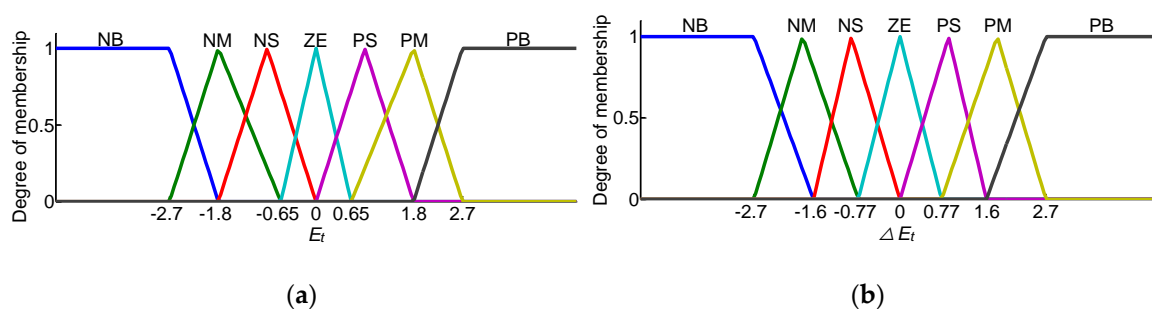 NB NM NS ZE PS PM PB
Degree of membership
1
0.5
0
-2.7 -1.8 -0.65 0 0.65 1.8 2.7
Et
(a)
NB NM NS ZE PS PM PB
Degree of membership
1
0.5
0
-2.7 -1.6 -0.77 0 0.77 1.6 2.7
△ Et
(b)